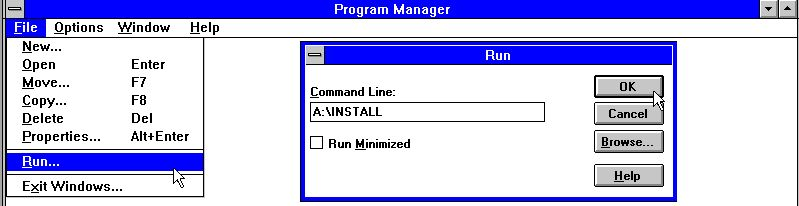 Program Manager
File Options Window Help
New...
Open Enter
Move... F7
Copy... F8
Delete Del
Properties... Alt+Enter
Run...
Exit Windows...
Run
Command Line:
A:\INSTALL
Run Minimized
OK
Cancel
Browse...
Help